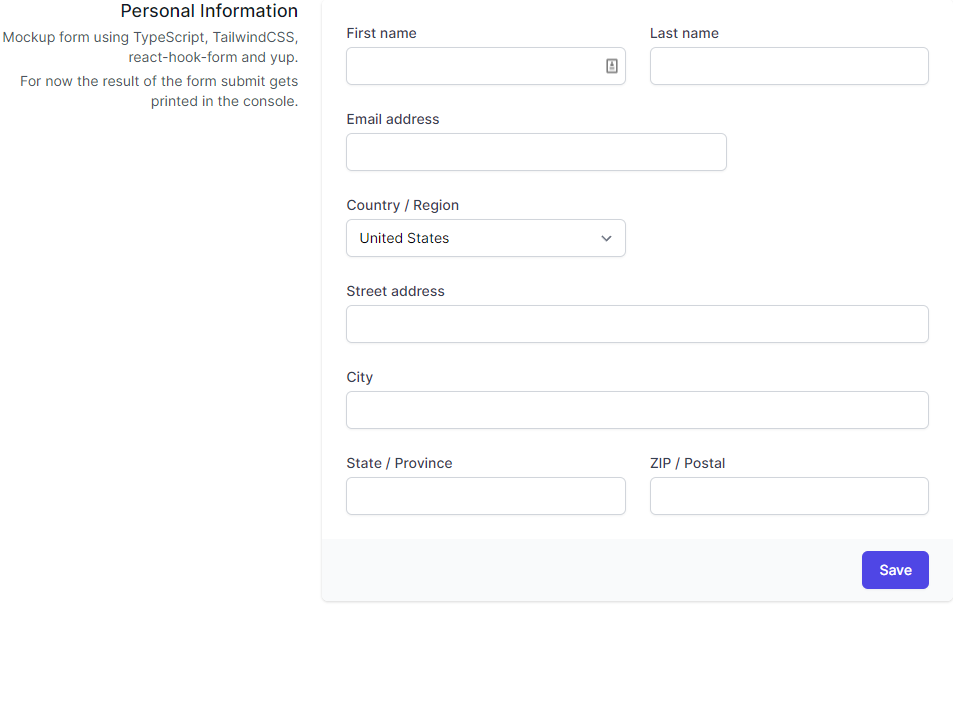 Personal Information
Mockup form using TypeScript, TailwindCSS,
react-hook-form and yup.
For now the result of the form submit gets
printed in the console.
First name
Last name
Email address
Country / Region
United States
Street address
City
State / Province
ZIP / Postal
Save